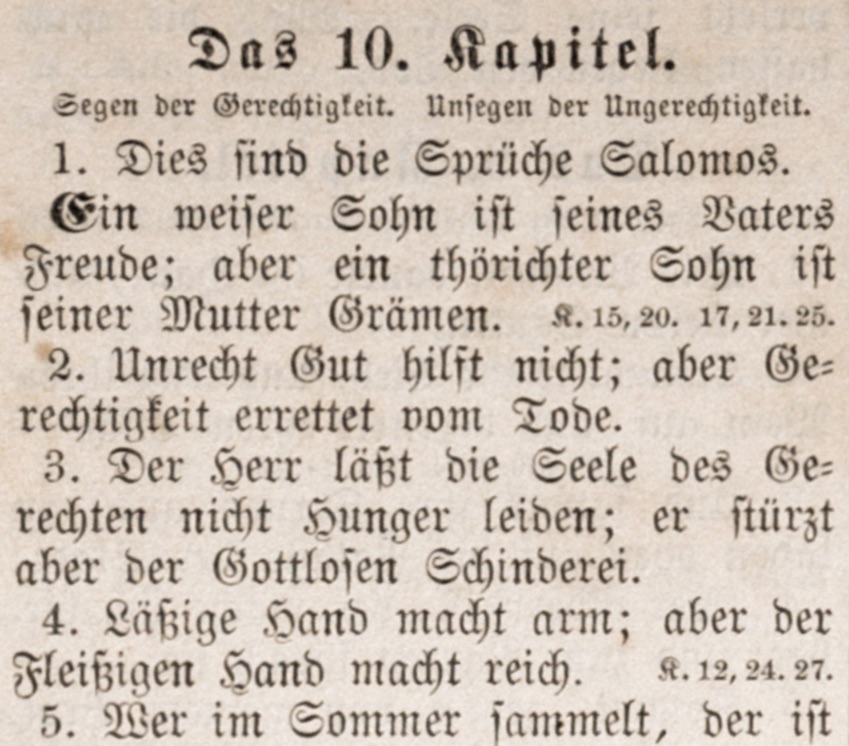 Das 10. Kapitel.
Segen der Gerechtigkeit. Unsegen der Ungerechtigkeit.
1. Dies sind die Sprüche Salomos.
Ein weiser Sohn ist seines Vaters
Freude; aber ein thörichter Sohn ist
seiner Mutter Grämen. K. 15, 20. 17, 21. 25.
2. Unrecht Gut hilft nicht; aber Ge-
rechtigkeit errettet vom Tode.
3. Der Herr läßt die Seele des Ge-
rechten nicht Hunger leiden; er stürzt
aber der Gottlosen Schinderei.
4. Läßige Hand macht arm; aber der
Fleißigen Hand macht reich. K. 12, 24. 27.
5. Wer im Sommer sammelt, der ist